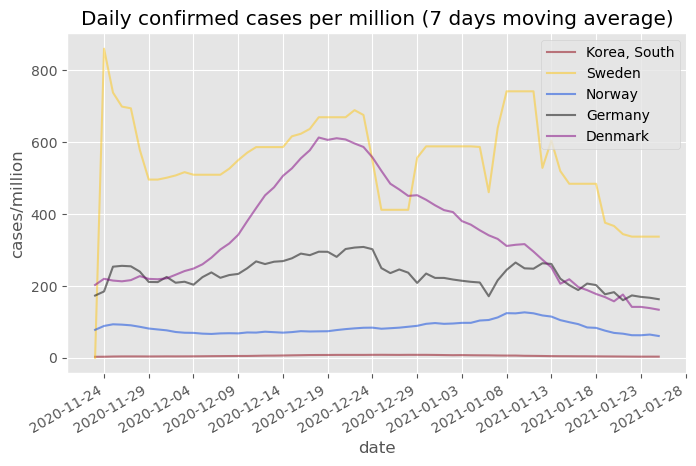 Daily confirmed cases per million (7 days moving average)
Korea, South
Sweden
Norway
Germany
Denmark
cases/million
800
600
400
200
0
2020-11-24
2020-11-29
2020-12-04
2020-12-09
2020-12-14
2020-12-19
2020-12-24
2020-12-29
2021-01-03
2021-01-08
2021-01-13
2021-01-18
2021-01-23
2021-01-28
date